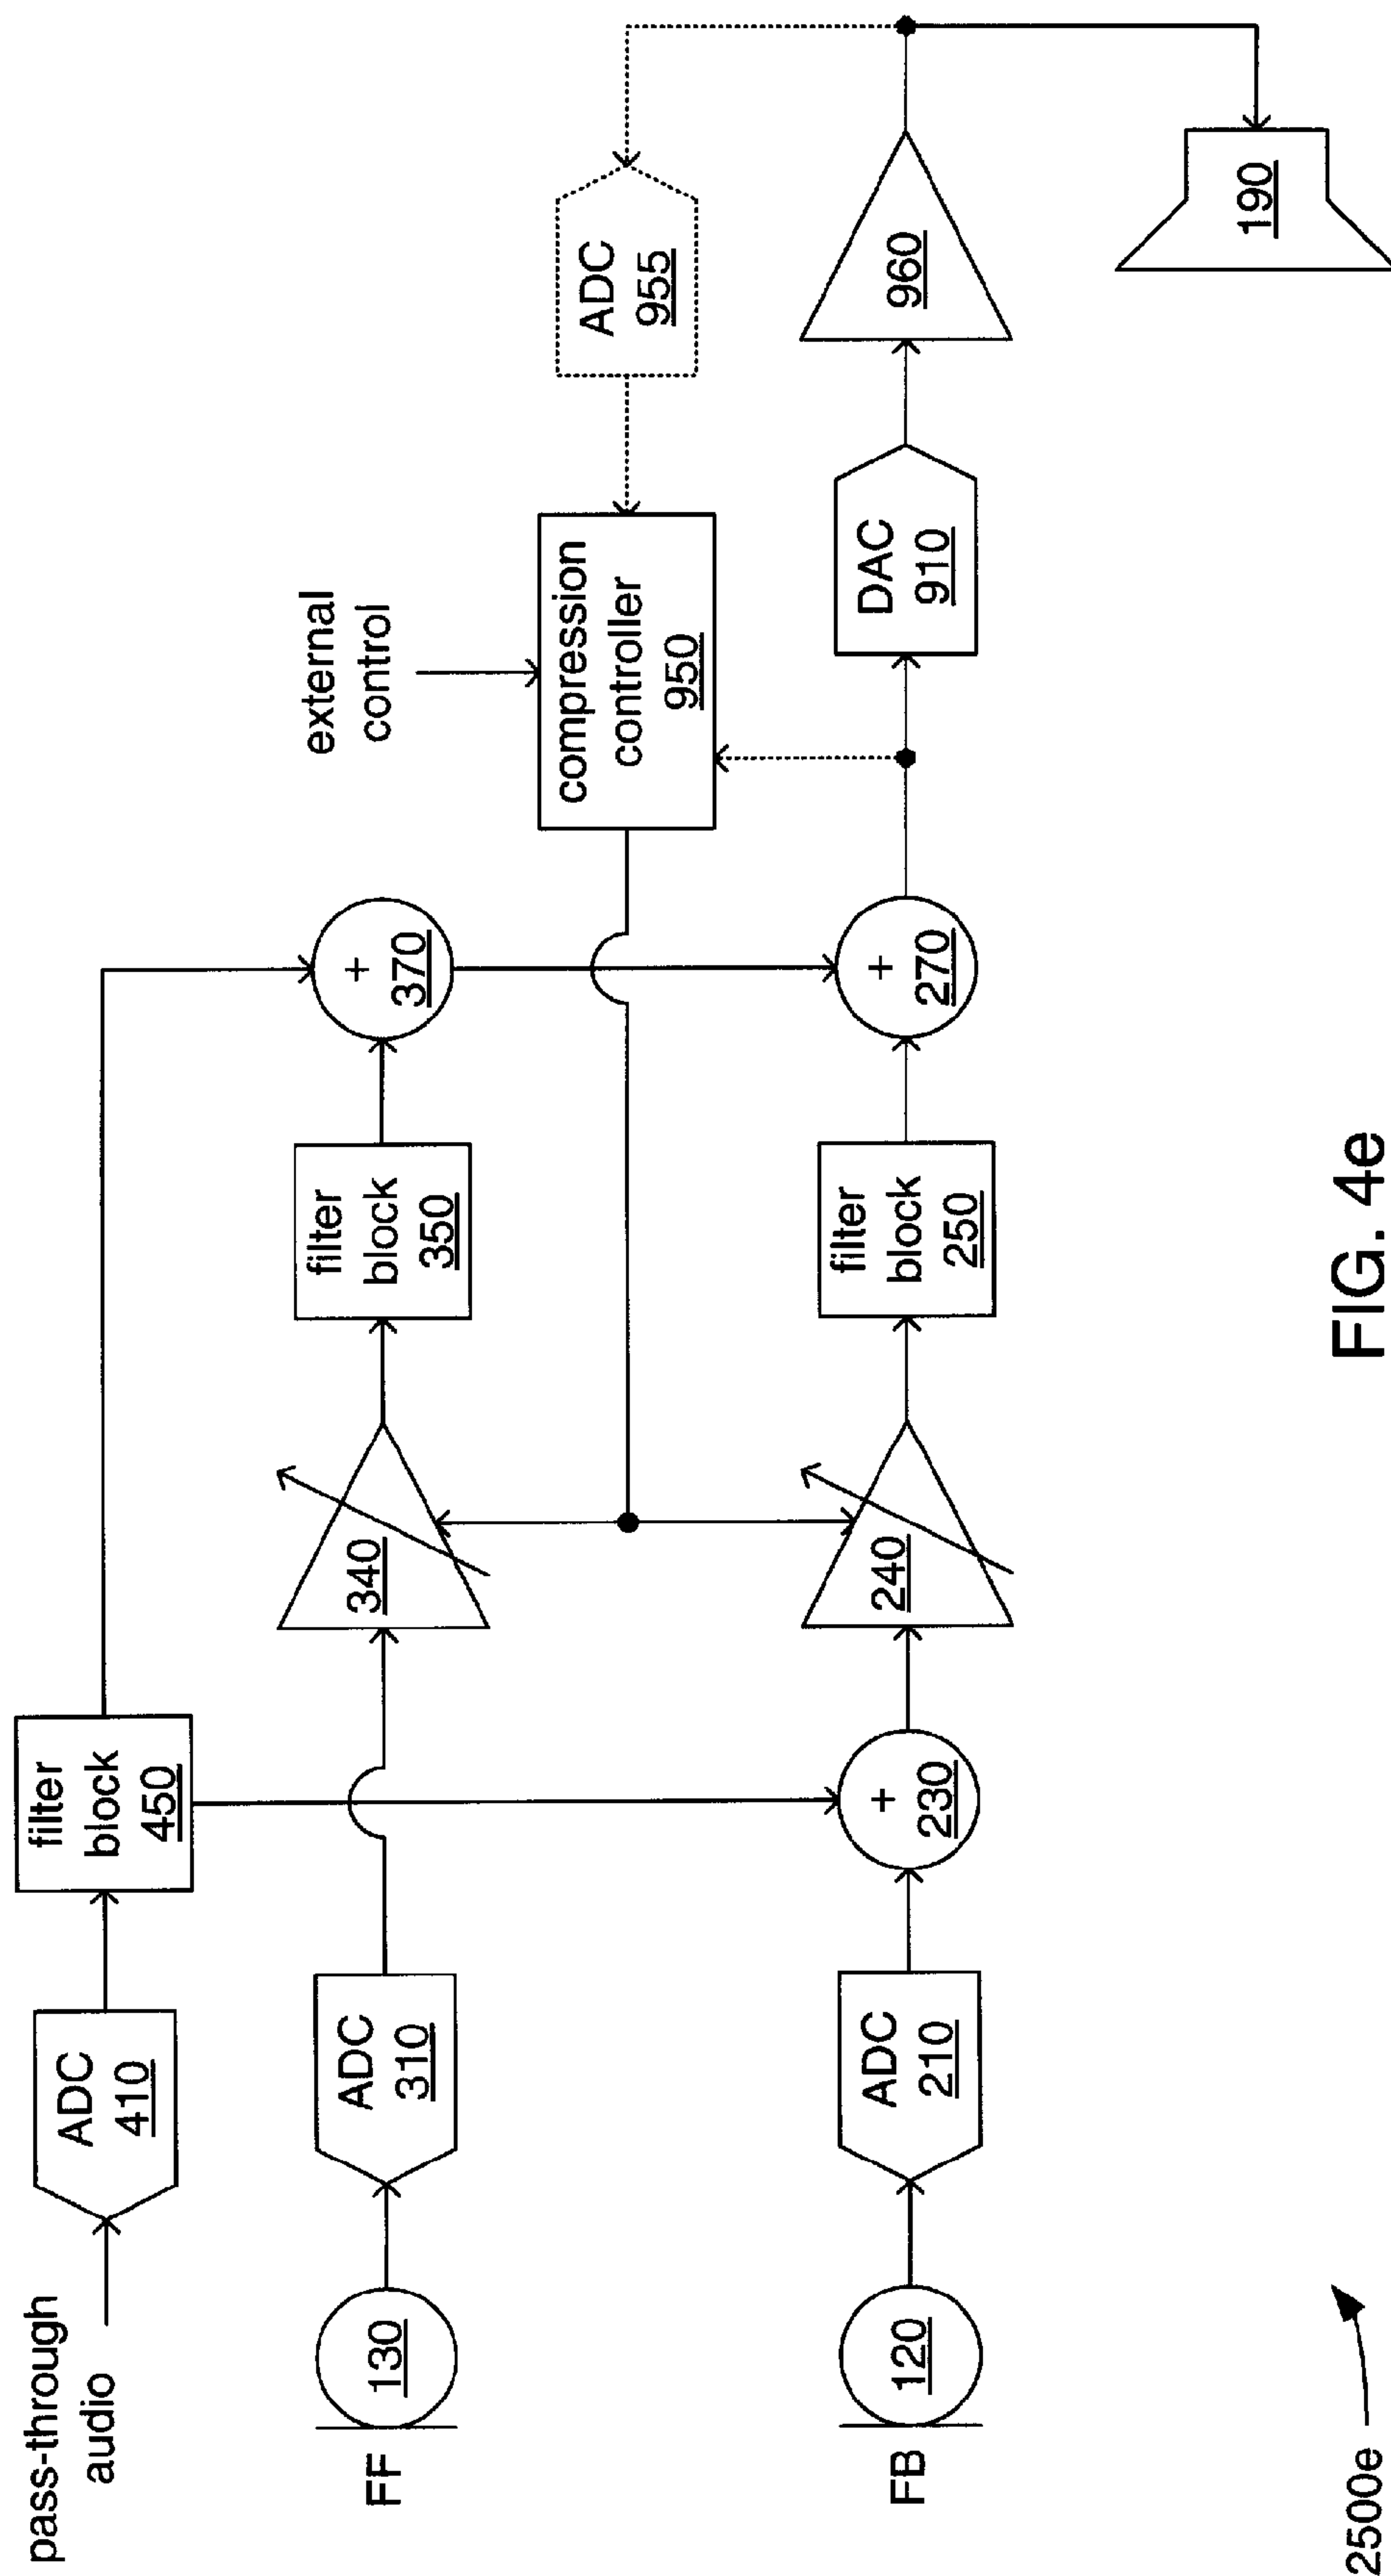 pass-through
audio
ADC
410
filter
block
450
FF
130
ADC
310
340
filter
block
350
+
370
external
control
compression
controller
950
ADC
955
FB
120
ADC
210
+
230
240
filter
block
250
+
270
DAC
910
960
190
2500e
FIG. 4e